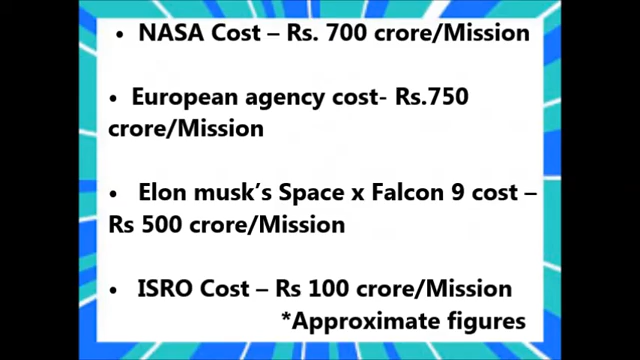 • NASA Cost – Rs. 700 crore/Mission
• European agency cost- Rs.750
crore/Mission
• Elon musk’s Space x Falcon 9 cost –
Rs 500 crore/Mission
• ISRO Cost – Rs 100 crore/Mission
*Approximate figures